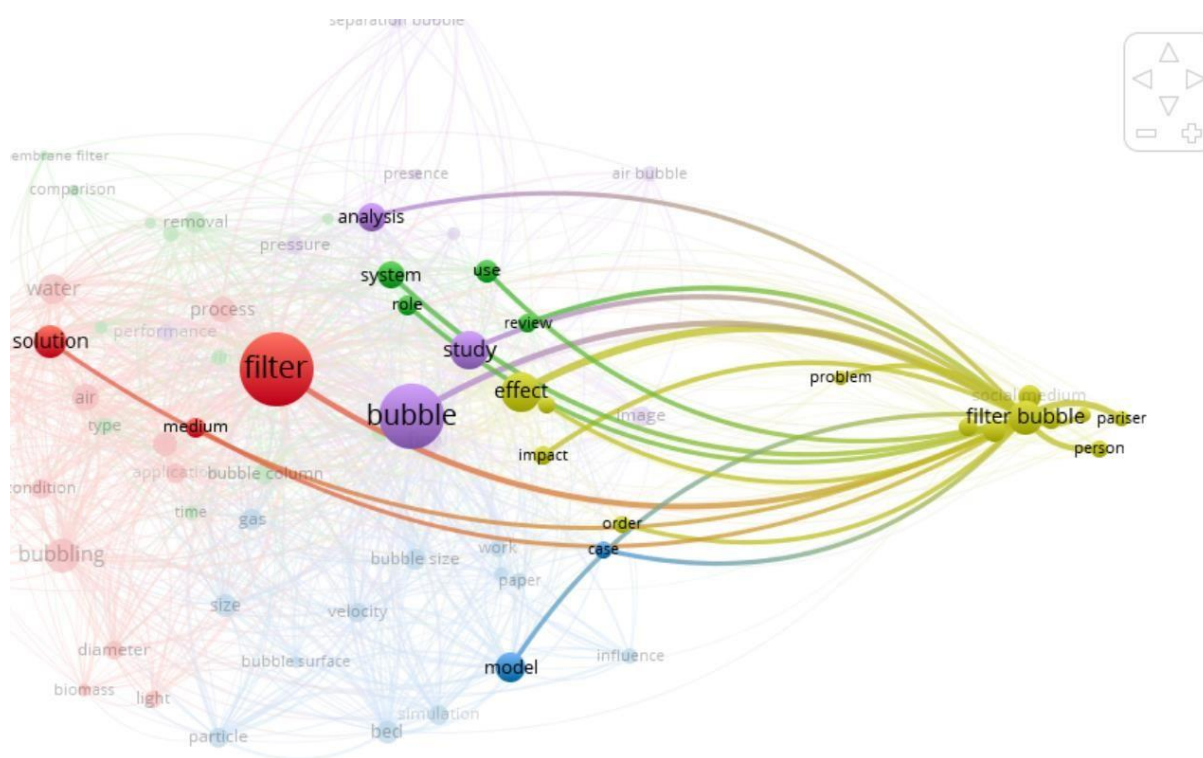 separation bubble
embrane filter
presence
air bubble
comparison
analysis
removal
pressure
system
use
water
role
process
review
performance
solution
study
filter
problem
effect
social medium
air
bubble
image
filter bubble
pariser
type
medium
person
impact
application
bubble column
condition
time
gas
order
work
case
bubbling
bubble size
paper
size
velocity
diameter
bubble surface
influence
model
biomass
light
simulation
particle
bed